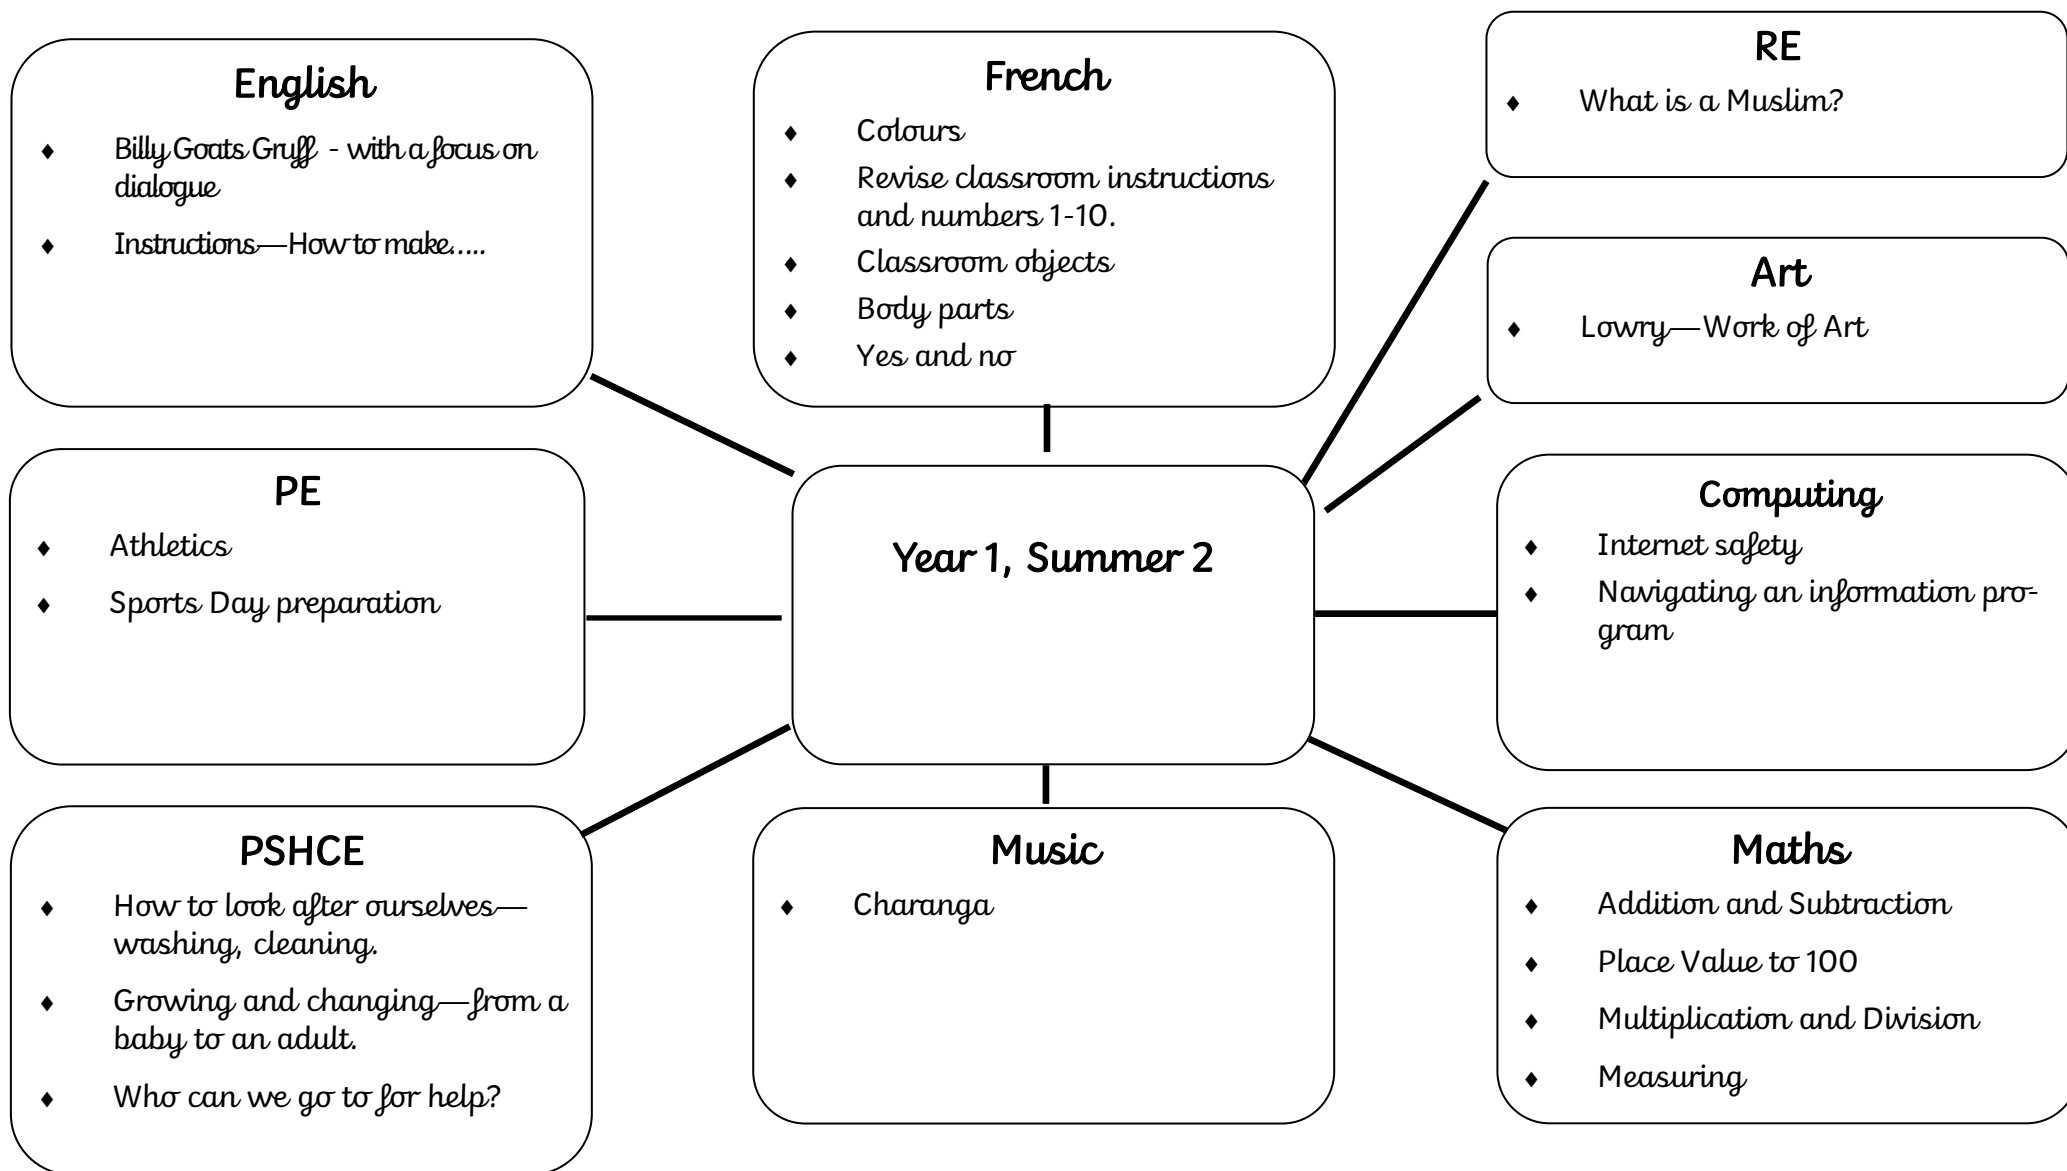 English
♦ Billy Goats Gruff - with a focus on
dialogue
♦ Instructions—How to make.....
French
♦ Colours
♦ Revise classroom instructions
and numbers 1-10.
♦ Classroom objects
♦ Body parts
♦ Yes and no
RE
♦ What is a Muslim?
Art
♦ Lowry—Work of Art
PE
♦ Athletics
♦ Sports Day preparation
Year 1, Summer 2
Computing
♦ Internet safety
♦ Navigating an information pro-
gram
PSHCE
♦ How to look after ourselves—
washing, cleaning.
♦ Growing and changing—from a
baby to an adult.
♦ Who can we go to for help?
Music
♦ Charanga
Maths
♦ Addition and Subtraction
♦ Place Value to 100
♦ Multiplication and Division
♦ Measuring